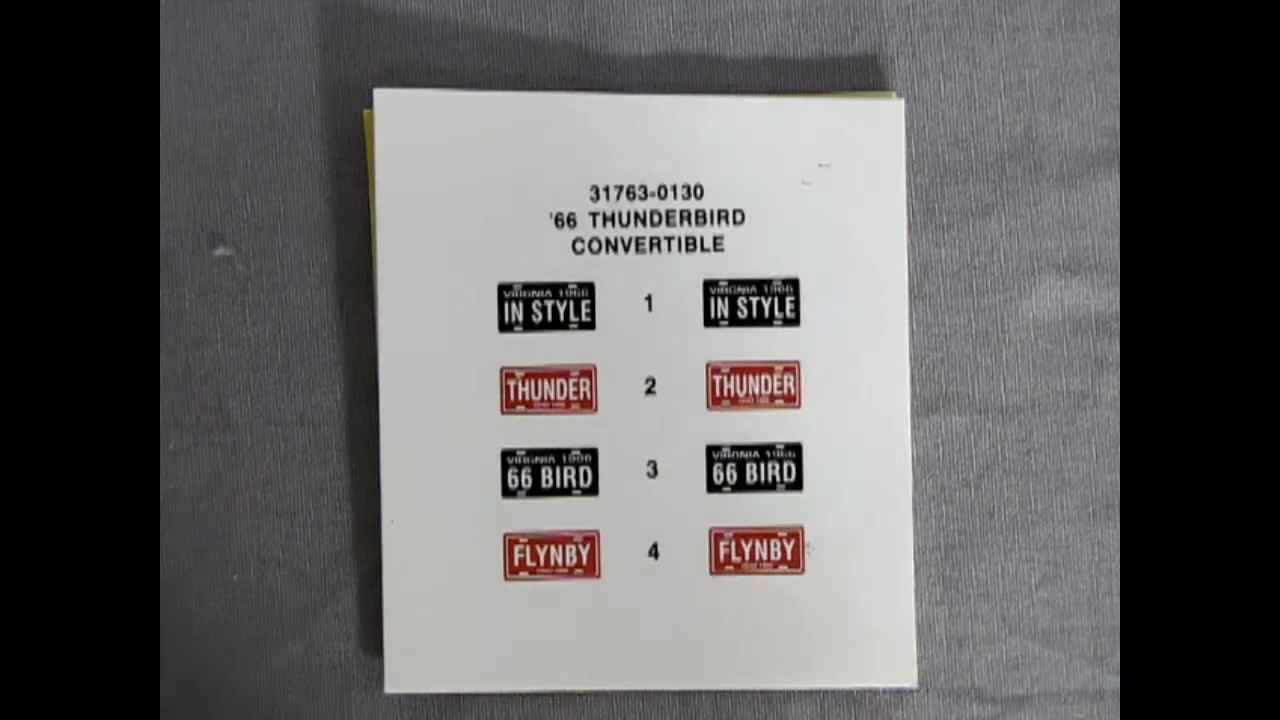 31763-0130
'66 THUNDERBIRD
CONVERTIBLE
VIRGINIA 1966 VIRGINIA 1966
IN STYLE 1 IN STYLE
THUNDER 2 THUNDER
VIRGINIA 1966 VIRGINIA 1966
66 BIRD 3 66 BIRD
FLYNBY 4 FLYNBY